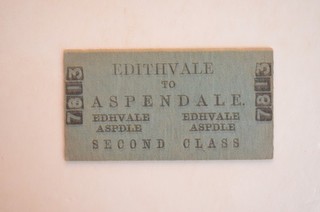 EDITHVALE
TO
ASPENDALE.
EDHVALE EDHVALE
ASPDLE ASPDLE
SECOND CLASS
7813
7813